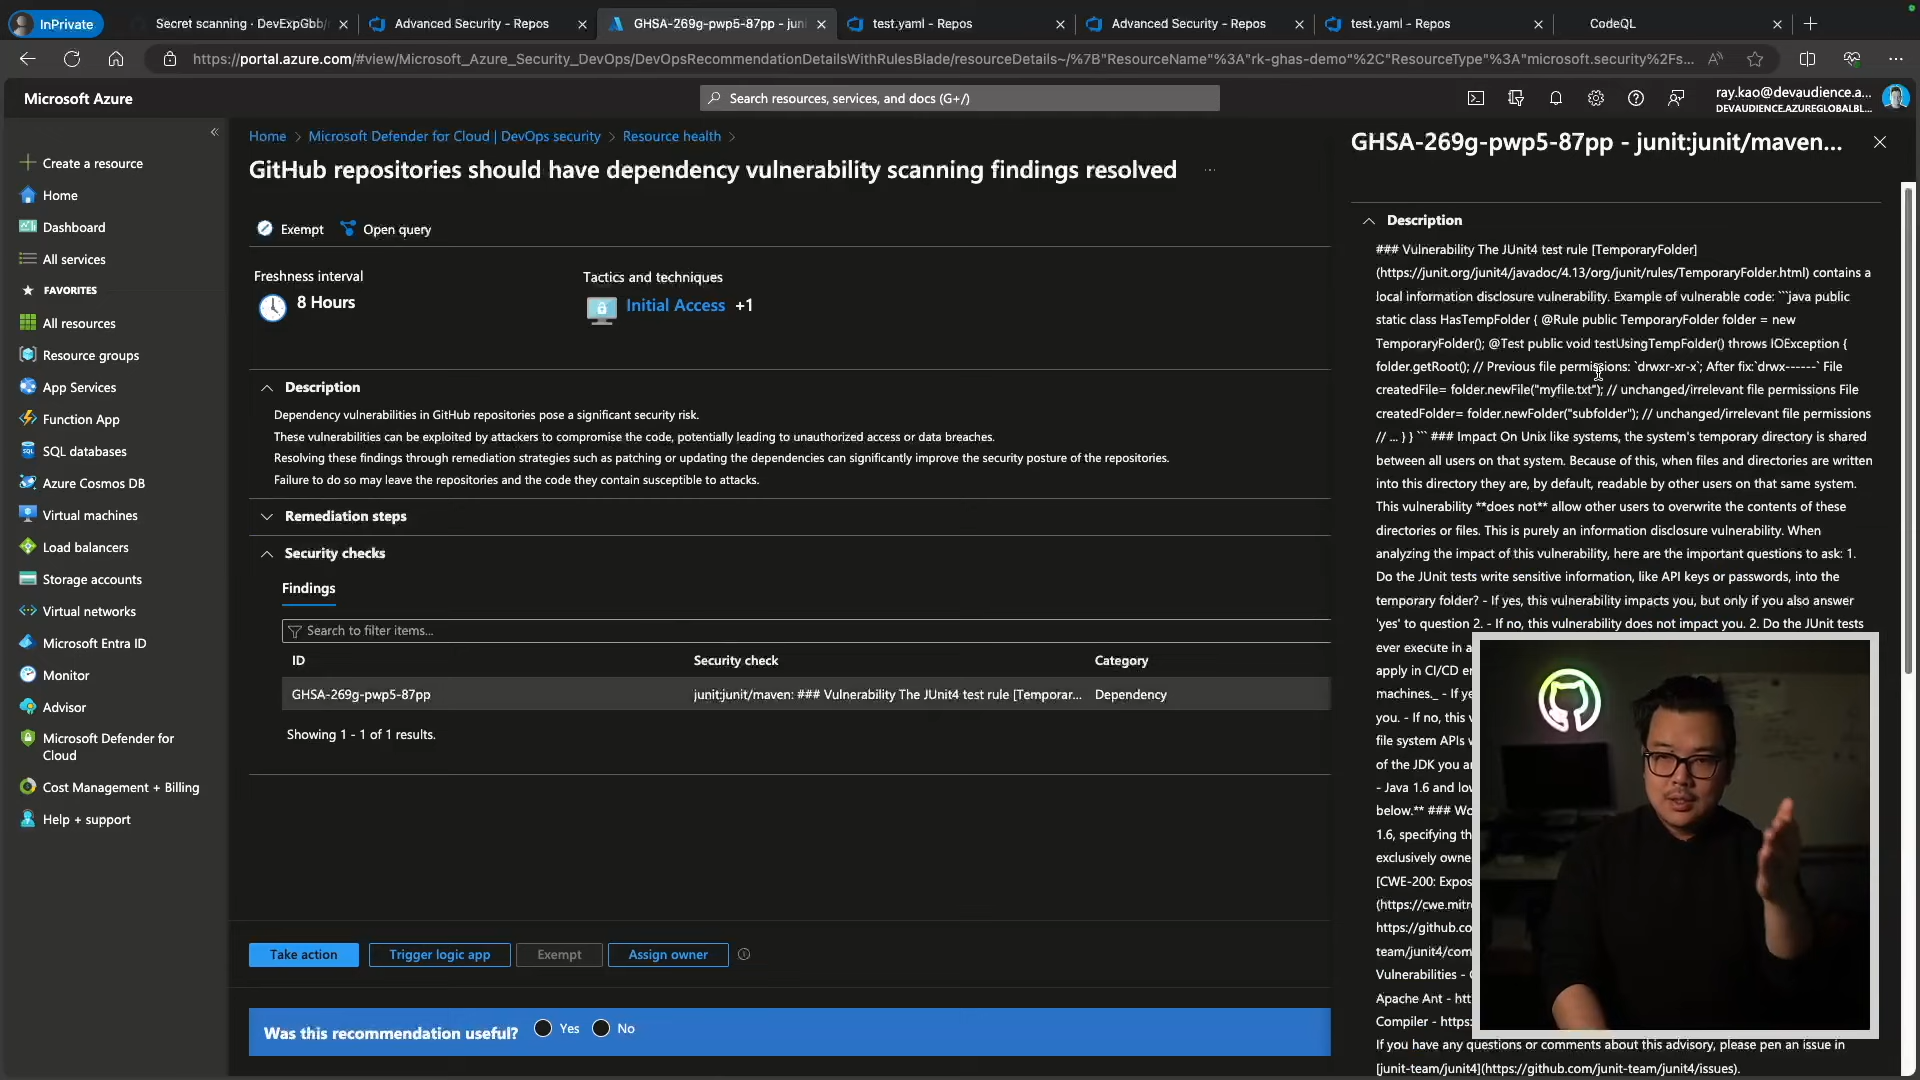 InPrivate
Secret scanning · DevExpGbb/
Advanced Security - Repos
GHSA-269g-pwp5-87pp - juni
test.yaml - Repos
Advanced Security - Repos
test.yaml - Repos
CodeQL
https://portal.azure.com/#view/Microsoft_Azure_Security_DevOps/DevOpsRecommendationDetailsWithRulesBlade/resourceDetails~/%7B"ResourceName"%3A"rk-ghas-demo"%2C"ResourceType"%3A"microsoft.security%2Fs...
Microsoft Azure
Search resources, services, and docs (G+/)
ray.kao@devaudience.a...
DEVAUDIENCE.AZUREGLOBALBL...
Create a resource
Home
Dashboard
All services
FAVORITES
All resources
Resource groups
App Services
Function App
SQL databases
Azure Cosmos DB
Virtual machines
Load balancers
Storage accounts
Virtual networks
Microsoft Entra ID
Monitor
Advisor
Microsoft Defender for
Cloud
Cost Management + Billing
Help + support
Home > Microsoft Defender for Cloud | DevOps security > Resource health >
GitHub repositories should have dependency vulnerability scanning findings resolved ...
Exempt Open query
Freshness interval
8 Hours
Tactics and techniques
Initial Access +1
Description
Dependency vulnerabilities in GitHub repositories pose a significant security risk.
These vulnerabilities can be exploited by attackers to compromise the code, potentially leading to unauthorized access or data breaches.
Resolving these findings through remediation strategies such as patching or updating the dependencies can significantly improve the security posture of the repositories.
Failure to do so may leave the repositories and the code they contain susceptible to attacks.
Remediation steps
Security checks
Findings
Search to filter items...
ID Security check Category
GHSA-269g-pwp5-87pp junit:junit/maven: ### Vulnerability The JUnit4 test rule [Temporar... Dependency
Showing 1 - 1 of 1 results.
Take action Trigger logic app Exempt Assign owner
Was this recommendation useful? Yes No
GHSA-269g-pwp5-87pp - junit:junit/maven...
Description
### Vulnerability The JUnit4 test rule [TemporaryFolder]
(https://junit.org/junit4/javadoc/4.13/org/junit/rules/TemporaryFolder.html) contains a
local information disclosure vulnerability. Example of vulnerable code: ```java public
static class HasTempFolder { @Rule public TemporaryFolder folder = new
TemporaryFolder(); @Test public void testUsingTempFolder() throws IOException {
folder.getRoot(); // Previous file permissions: `drwxr-xr-x`; After fix:`drwx------` File
createdFile= folder.newFile("myfile.txt"); // unchanged/irrelevant file permissions File
createdFolder= folder.newFolder("subfolder"); // unchanged/irrelevant file permissions
// ... } } ``` ### Impact On Unix like systems, the system's temporary directory is shared
between all users on that system. Because of this, when files and directories are written
into this directory they are, by default, readable by other users on that same system.
This vulnerability **does not** allow other users to overwrite the contents of these
directories or files. This is purely an information disclosure vulnerability. When
analyzing the impact of this vulnerability, here are the important questions to ask: 1.
Do the JUnit tests write sensitive information, like API keys or passwords, into the
temporary folder? - If yes, this vulnerability impacts you, but only if you also answer
'yes' to question 2. - If no, this vulnerability does not impact you. 2. Do the JUnit tests
ever execute in a
apply in CI/CD e
machines._ - If ye
you. - If no, this v
file system APIs v
of the JDK you a
- Java 1.6 and lov
below.** ### Wo
1.6, specifying th
exclusively owne
[CWE-200: Expos
(https://cwe.mitre
https://github.co
team/junit4/com
Vulnerabilities - C
Apache Ant - htt
Compiler - https:
If you have any questions or comments about this advisory, please pen an issue in
[junit-team/junit4](https://github.com/junit-team/junit4/issues).